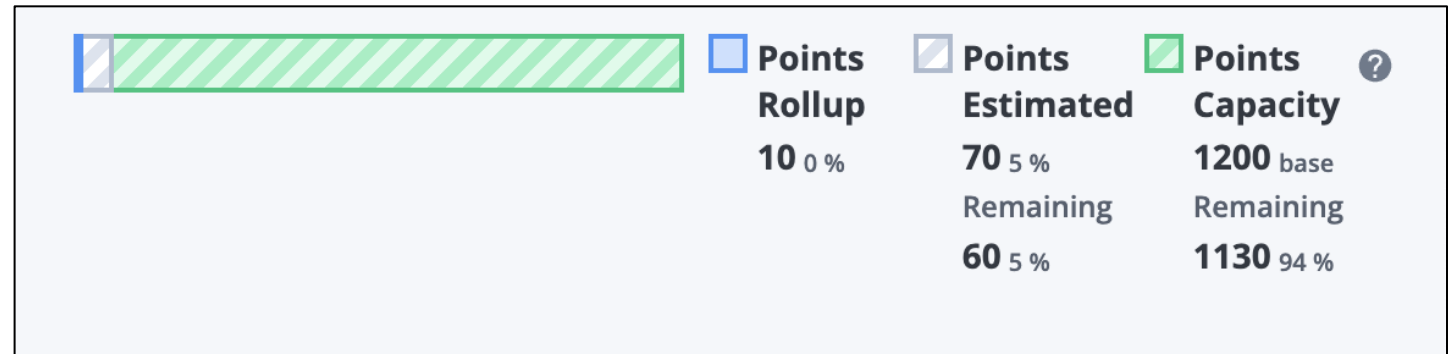 Points Rollup
10 0 %
Points Estimated
70 5 %
Remaining
60 5 %
Points Capacity
1200 base
Remaining
1130 94 %
?